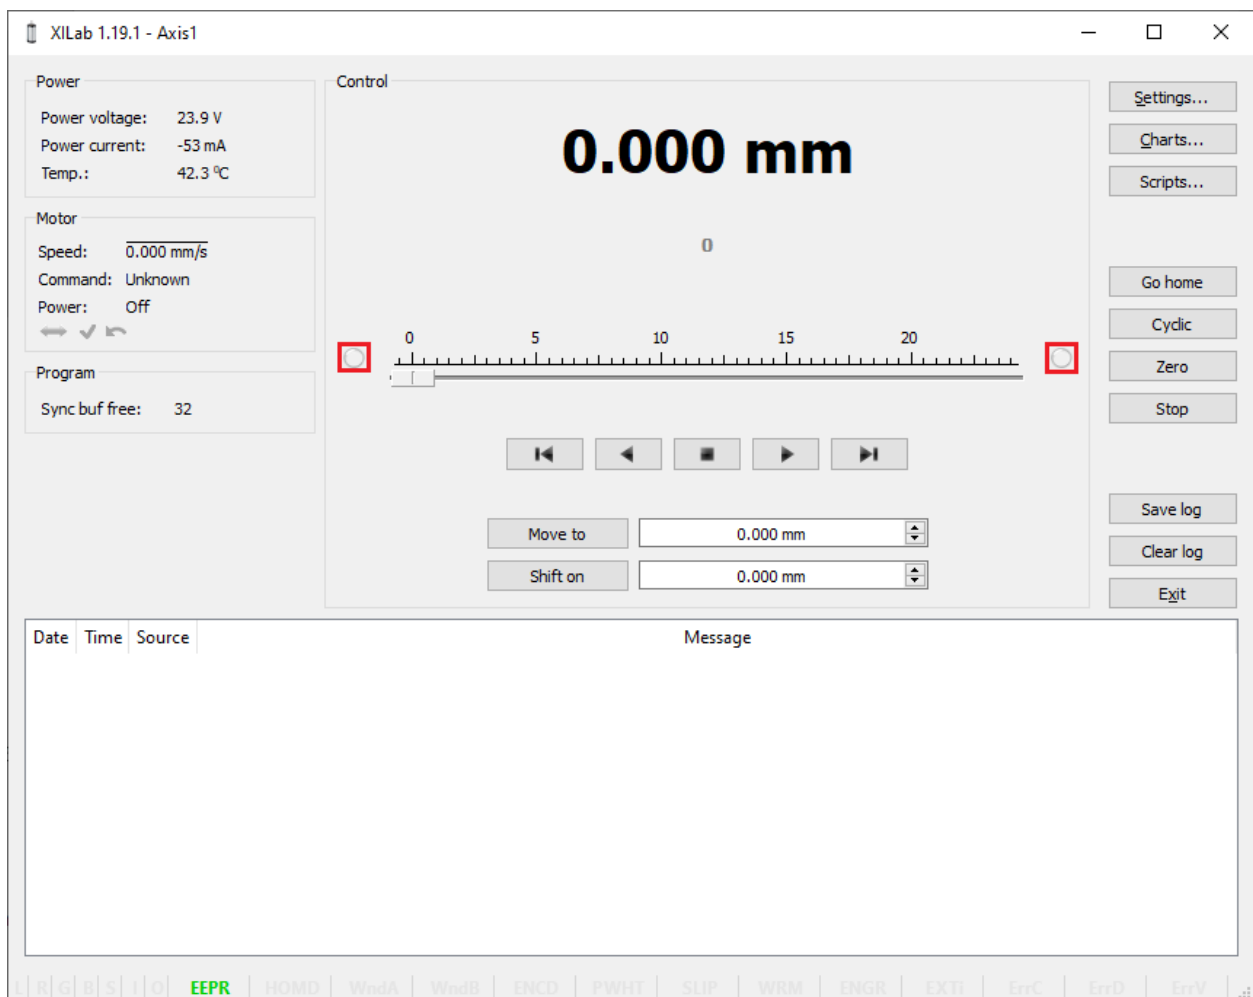 XILab 1.19.1 - Axis1
Power
Power voltage: 23.9 V
Power current: -53 mA
Temp.: 42.3 ºC
Motor
Speed: 0.000 mm/s
Command: Unknown
Power: Off
Program
Sync buf free: 32
Control
0.000 mm
0
0 5 10 15 20
Move to 0.000 mm
Shift on 0.000 mm
Settings...
Charts...
Scripts...
Go home
Cyclic
Zero
Stop
Save log
Clear log
Exit
Date Time Source Message
L R G B S I O EEPR HOMD WndA WndB ENCD PWHT SLIP WRM ENGR EXTi ErrC ErrD ErrV